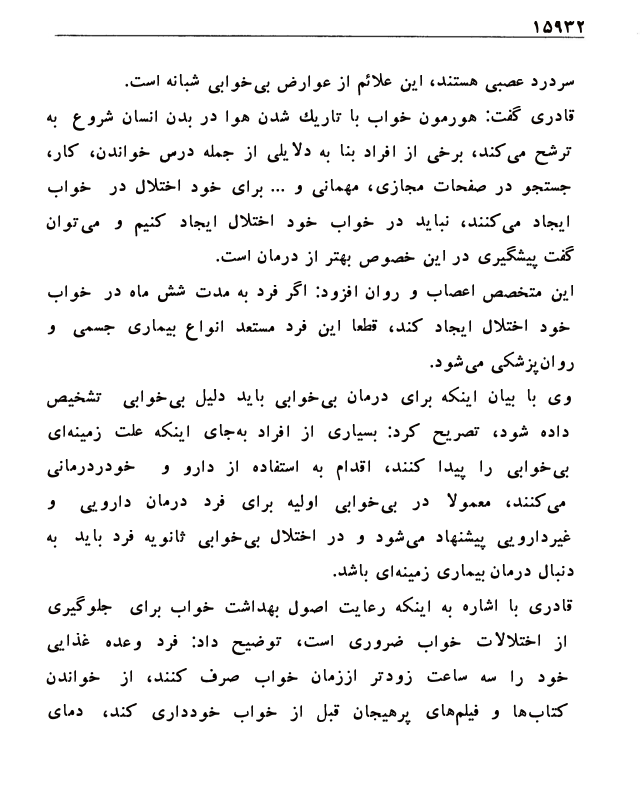 ۱۵۹۳۲
سردرد عصبی هستند، این علائم از عوارض بی‌خوابی شبانه است.
قادری گفت: هورمون خواب با تاریك شدن هوا در بدن انسان شروع به
ترشح می‌کند، برخی از افراد بنا به دلایلی از جمله درس خواندن، کار،
جستجو در صفحات مجازی، مهمانی و ... برای خود اختلال در خواب
ایجاد می‌کنند، نباید در خواب خود اختلال ایجاد کنیم و می‌توان
گفت پیشگیری در این خصوص بهتر از درمان است.
این متخصص اعصاب و روان افزود: اگر فرد به مدت شش ماه در خواب
خود اختلال ایجاد کند، قطعا این فرد مستعد انواع بیماری جسمی و
روان‌پزشکی می‌شود.
وی با بیان اینکه برای درمان بی‌خوابی باید دلیل بی‌خوابی تشخیص
داده شود، تصریح کرد: بسیاری از افراد به‌جای اینکه علت زمینه‌ای
بی‌خوابی را پیدا کنند، اقدام به استفاده از دارو و خوددرمانی
می‌کنند، معمولا در بی‌خوابی اولیه برای فرد درمان دارویی و
غیردارویی پیشنهاد می‌شود و در اختلال بی‌خوابی ثانویه فرد باید به
دنبال درمان بیماری زمینه‌ای باشد.
قادری با اشاره به اینکه رعایت اصول بهداشت خواب برای جلوگیری
از اختلالات خواب ضروری است، توضیح داد: فرد وعده غذایی
خود را سه ساعت زودتر اززمان خواب صرف کنند، از خواندن
کتاب‌ها و فیلم‌های پرهیجان قبل از خواب خودداری کند، دمای